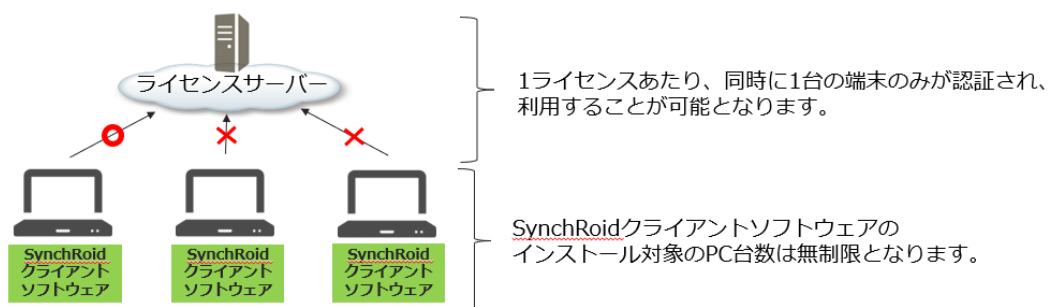 ライセンスサーバー
1ライセンスあたり、同時に1台の端末のみが認証され、
利用することが可能となります。
SynchRoid
クライアント
ソフトウェア
SynchRoid
クライアント
ソフトウェア
SynchRoid
クライアント
ソフトウェア
SynchRoidクライアントソフトウェアの
インストール対象のPC台数は無制限となります。